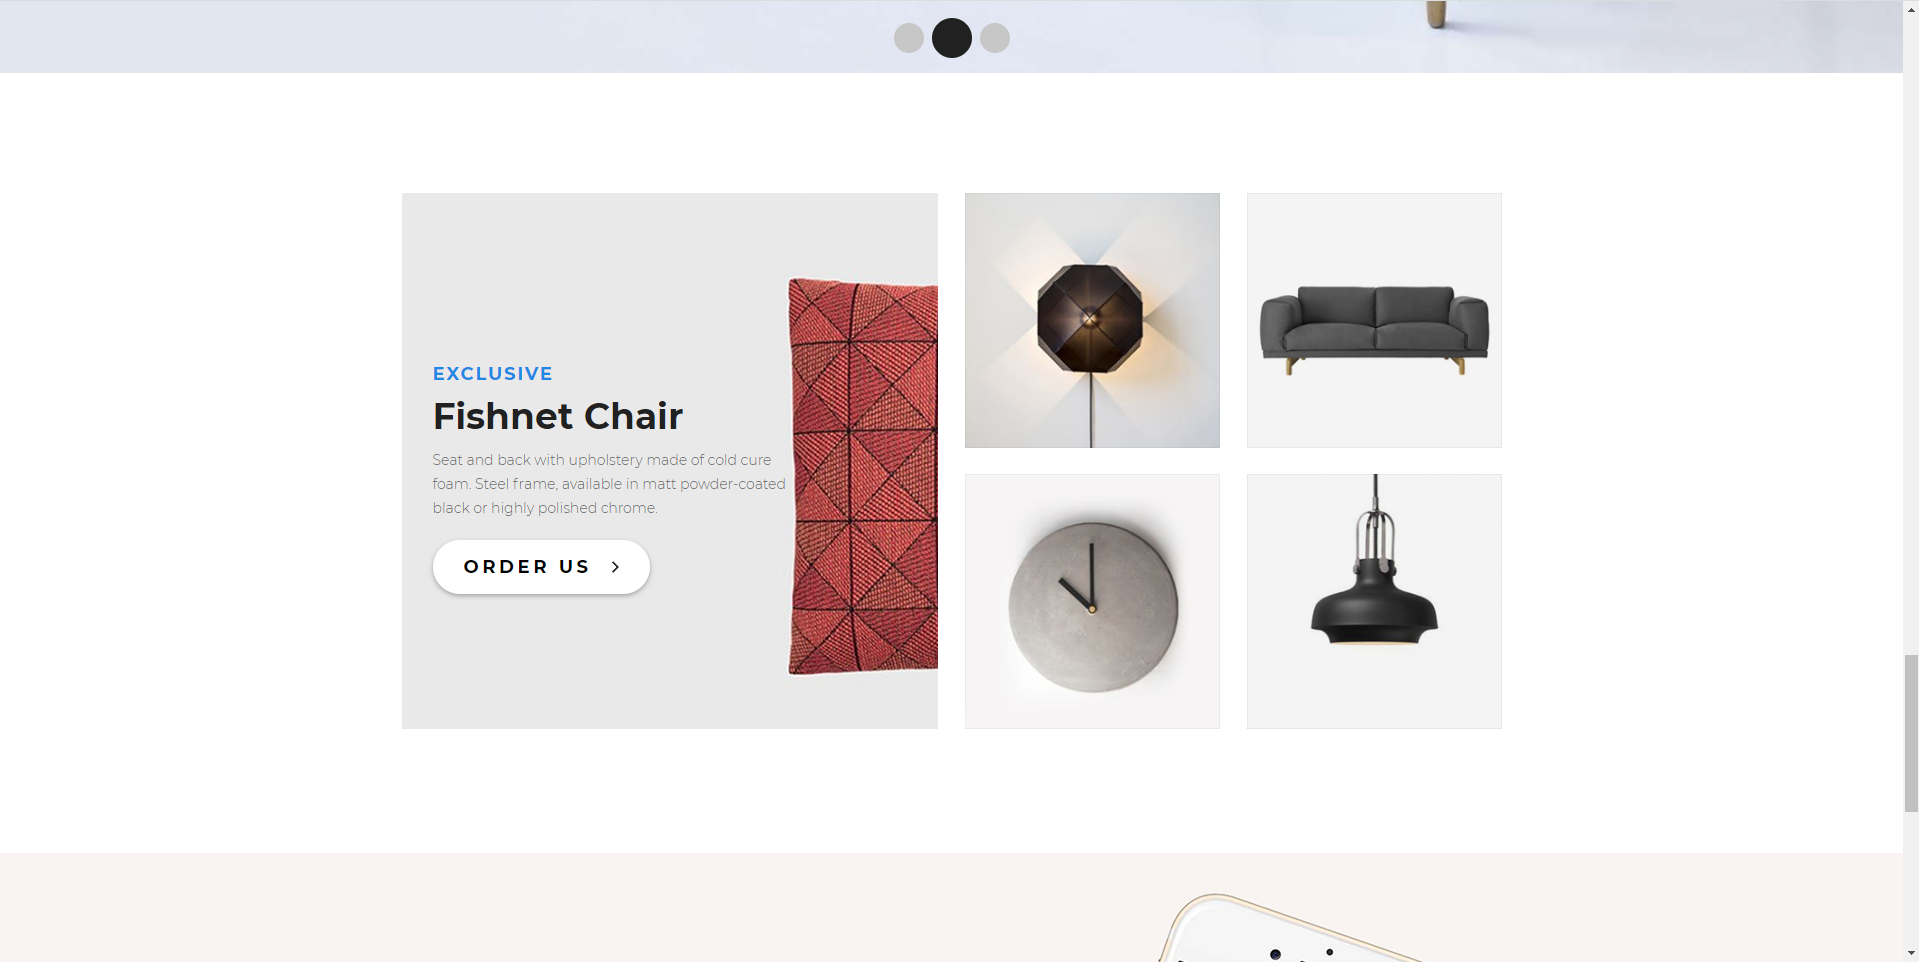 EXCLUSIVE
Fishnet Chair
Seat and back with upholstery made of cold cure
foam. Steel frame, available in matt powder-coated
black or highly polished chrome.
ORDER US